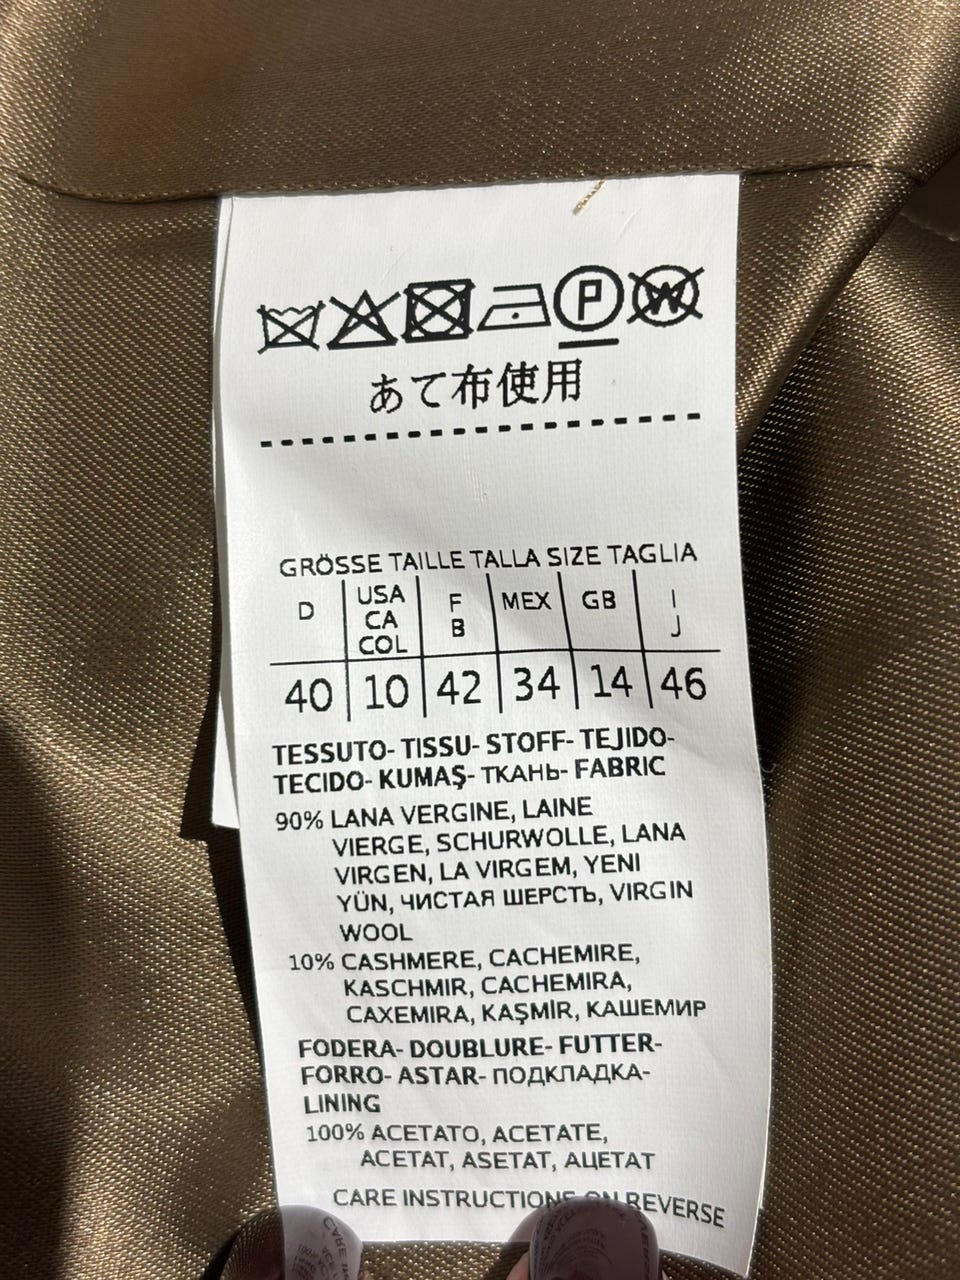 P W
あて布使用
GRÖSSE TAILLE TALLA SIZE TAGLIA
D USA CA COL F B MEX GB I J
40 10 42 34 14 46
TESSUTO- TISSU- STOFF- TEJIDO-
TECIDO- KUMAŞ- ТКАНЬ- FABRIC
90% LANA VERGINE, LAINE
VIERGE, SCHURWOLLE, LANA
VIRGEN, LA VIRGEM, YENI
YÜN, ЧИСТАЯ ШЕРСТЬ, VIRGIN
WOOL
10% CASHMERE, CACHEMIRE,
KASCHMIR, CACHEMIRA,
CAXEMIRA, KAŞMİR, КАШЕМИР
FODERA- DOUBLURE- FUTTER-
FORRO- ASTAR- ПОДКЛАДКА-
LINING
100% ACETATO, ACETATE,
ACETAT, ASETAT, АЦЕТАТ
CARE INSTRUCTIONS ON REVERSE